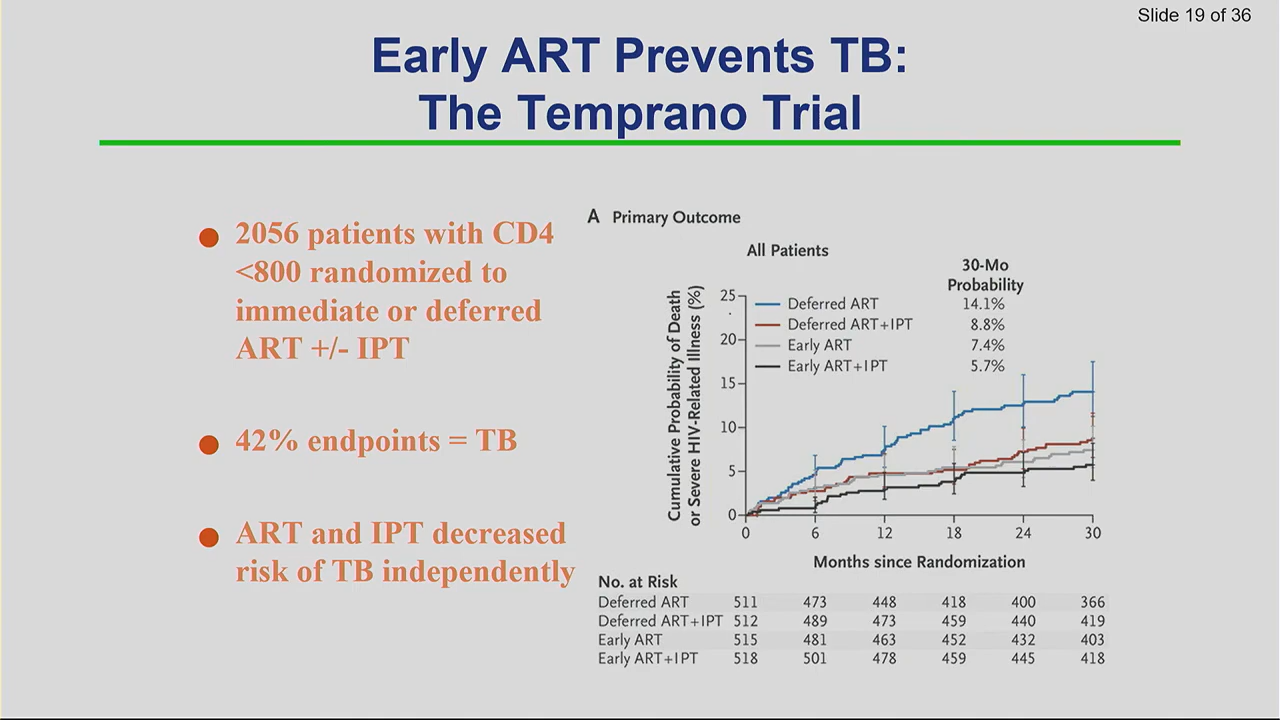 Slide 19 of 36
Early ART Prevents TB:
The Temprano Trial
● 2056 patients with CD4
<800 randomized to
immediate or deferred
ART +/- IPT
● 42% endpoints = TB
● ART and IPT decreased
risk of TB independently
A Primary Outcome
All Patients
30-Mo
Probability
Deferred ART 14.1%
Deferred ART+IPT 8.8%
Early ART 7.4%
Early ART+IPT 5.7%
Cumulative Probability of Death
or Severe HIV-Related Illness (%)
25
20
15
10
5
0
0 6 12 18 24 30
Months since Randomization
No. at Risk
Deferred ART 511 473 448 418 400 366
Deferred ART+IPT 512 489 473 459 440 419
Early ART 515 481 463 452 432 403
Early ART+IPT 518 501 478 459 445 418